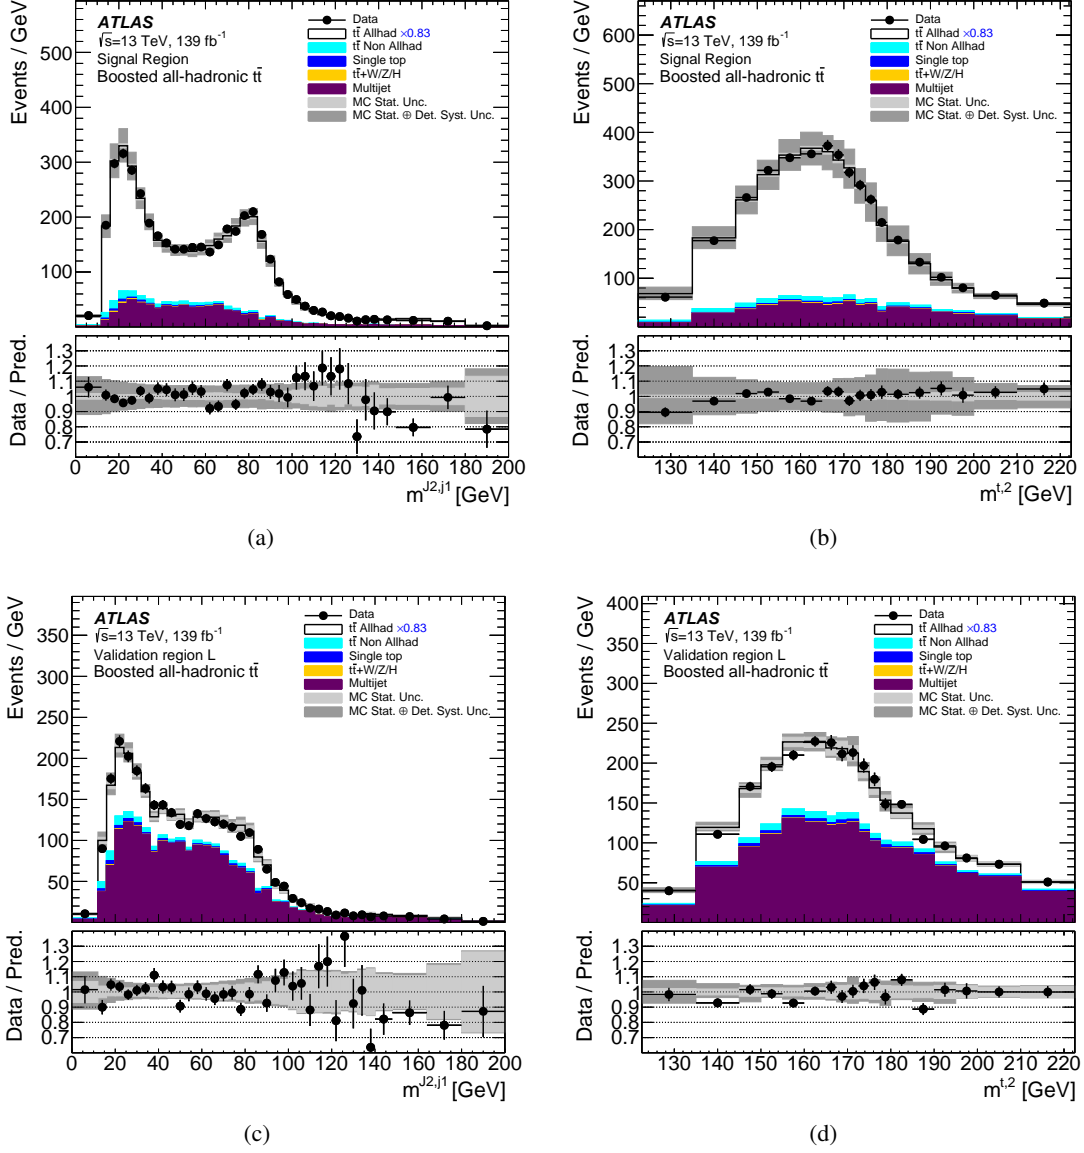 Events / GeV
ATLAS
√s=13 TeV, 139 fb⁻¹
Signal Region
Boosted all-hadronic tt̄
Data
tt̄ Allhad ×0.83
tt̄ Non Allhad
Single top
tt̄+W/Z/H
Multijet
MC Stat. Unc.
MC Stat. ⊕ Det. Syst. Unc.
500
400
300
200
100
Data / Pred.
1.3
1.2
1.1
1
0.9
0.8
0.7
0 20 40 60 80 100 120 140 160 180 200
m^J2,j1 [GeV]
(a)
Events / GeV
ATLAS
√s=13 TeV, 139 fb⁻¹
Signal Region
Boosted all-hadronic tt̄
Data
tt̄ Allhad ×0.83
tt̄ Non Allhad
Single top
tt̄+W/Z/H
Multijet
MC Stat. Unc.
MC Stat. ⊕ Det. Syst. Unc.
600
500
400
300
200
100
Data / Pred.
1.3
1.2
1.1
1
0.9
0.8
0.7
130 140 150 160 170 180 190 200 210 220
m^t,2 [GeV]
(b)
Events / GeV
ATLAS
√s=13 TeV, 139 fb⁻¹
Validation region L
Boosted all-hadronic tt̄
Data
tt̄ Allhad ×0.83
tt̄ Non Allhad
Single top
tt̄+W/Z/H
Multijet
MC Stat. Unc.
MC Stat. ⊕ Det. Syst. Unc.
350
300
250
200
150
100
50
Data / Pred.
1.3
1.2
1.1
1
0.9
0.8
0.7
0 20 40 60 80 100 120 140 160 180 200
m^J2,j1 [GeV]
(c)
Events / GeV
ATLAS
√s=13 TeV, 139 fb⁻¹
Validation region L
Boosted all-hadronic tt̄
Data
tt̄ Allhad ×0.83
tt̄ Non Allhad
Single top
tt̄+W/Z/H
Multijet
MC Stat. Unc.
MC Stat. ⊕ Det. Syst. Unc.
400
350
300
250
200
150
100
50
Data / Pred.
1.3
1.2
1.1
1
0.9
0.8
0.7
130 140 150 160 170 180 190 200 210 220
m^t,2 [GeV]
(d)